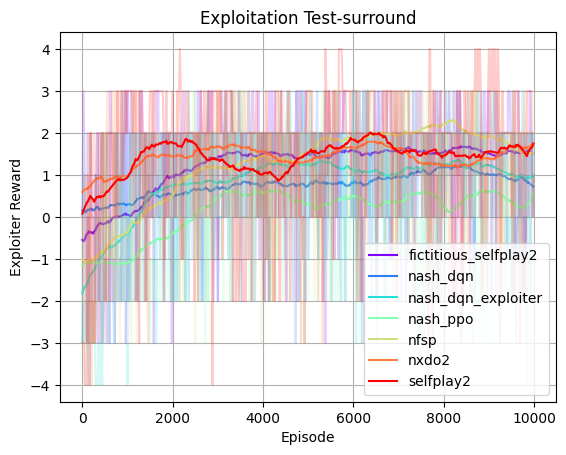 Exploitation Test-surround
Exploiter Reward
4
3
2
1
0
−1
−2
−3
−4
fictitious_selfplay2
nash_dqn
nash_dqn_exploiter
nash_ppo
nfsp
nxdo2
selfplay2
0 2000 4000 6000 8000 10000
Episode